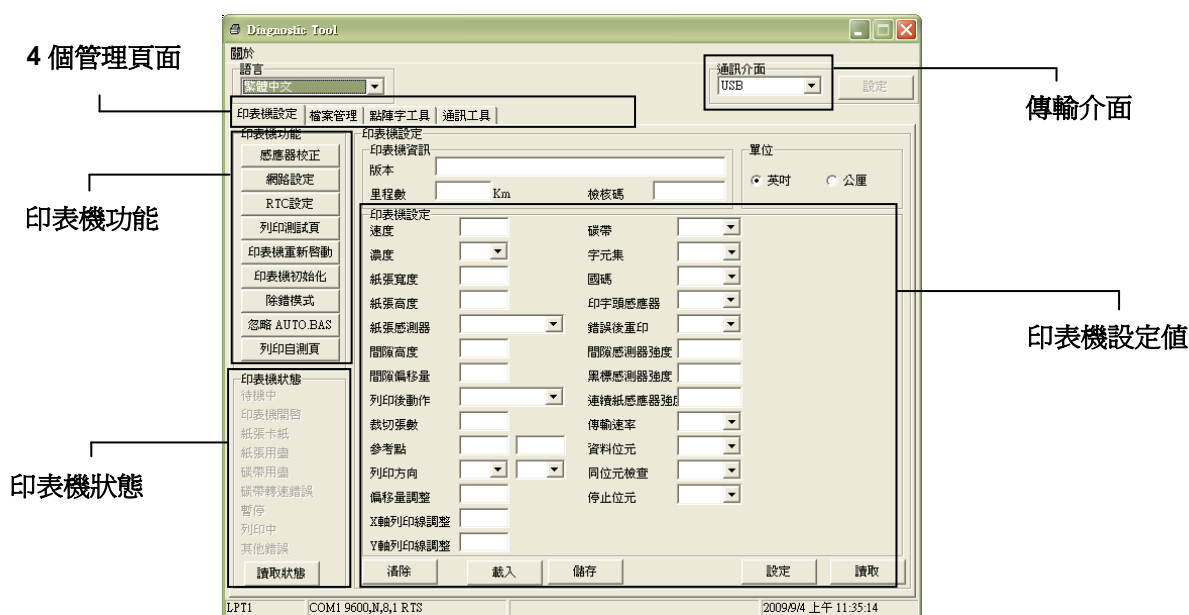 Diagnostic Tool
關於
4 個管理頁面
語言
繁體中文
通訊介面
USB
設定
傳輸介面
印表機設定 檔案管理 點陣字工具 通訊工具
印表機功能
感應器校正
網路設定
RTC設定
列印測試頁
印表機重新啓動
印表機初始化
除錯模式
忽略 AUTO.BAS
列印自測頁
印表機功能
印表機設定
印表機資訊
版本
里程數 Km 檢核碼
單位
英吋 公厘
印表機設定
速度 碳帶
濃度 字元集
紙張寬度 國碼
紙張高度 印字頭感應器
紙張感測器 錯誤後重印
間隙高度 間隙感測器強度
間隙偏移量 黑標感測器強度
列印後動作 連續紙感應器強度
裁切張數 傳輸速率
參考點 資料位元
列印方向 同位元檢查
偏移量調整 停止位元
X軸列印線調整
Y軸列印線調整
清除 載入 儲存 設定 讀取
印表機設定值
印表機狀態
待機中
印表機開啓
紙張卡紙
紙張用盡
碳帶用盡
碳帶轉速錯誤
暫停
列印中
其他錯誤
讀取狀態
印表機狀態
LPT1 COM1 9600,N,8,1 RTS 2009/9/4 上午 11:35:14